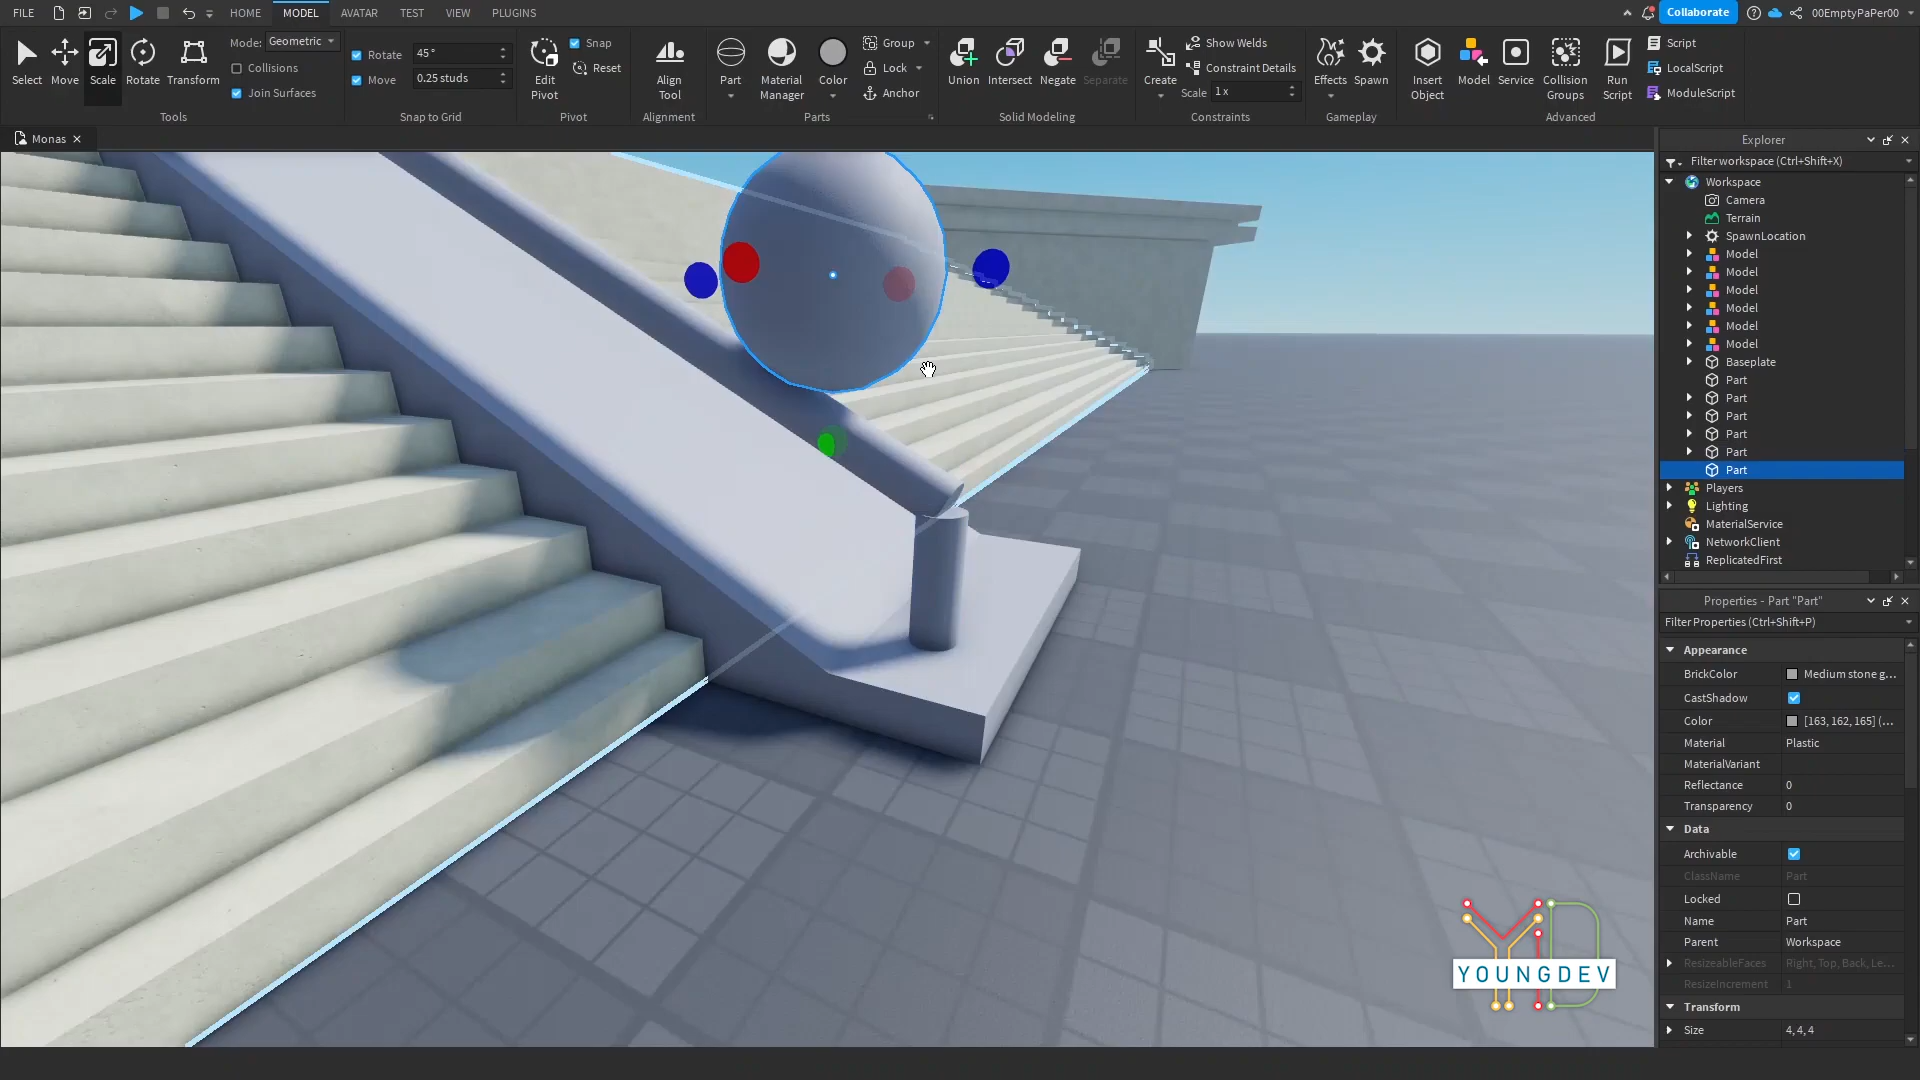 FILE HOME MODEL AVATAR TEST VIEW PLUGINS Collaborate 00EmptyPaPer00
Select Move Scale Rotate Transform
Mode: Geometric
Collisions
Join Surfaces
Tools
Rotate 45°
Move 0.25 studs
Snap to Grid
Edit Pivot
Snap
Reset
Pivot
Align Tool
Alignment
Part
Material Manager
Color
Group
Lock
Anchor
Parts
Union Intersect Negate Separate
Solid Modeling
Create
Show Welds
Constraint Details
Scale 1 x
Constraints
Effects Spawn
Gameplay
Insert Object
Model
Service
Collision Groups
Run Script
Script
LocalScript
ModuleScript
Advanced
Monas
Explorer
Filter workspace (Ctrl+Shift+X)
Workspace
Camera
Terrain
SpawnLocation
Model
Model
Model
Model
Model
Model
Baseplate
Part
Part
Part
Part
Part
Part
Players
Lighting
MaterialService
NetworkClient
ReplicatedFirst
Properties - Part "Part"
Filter Properties (Ctrl+Shift+P)
Appearance
BrickColor Medium stone g...
CastShadow
Color [163, 162, 165] (...
Material Plastic
MaterialVariant
Reflectance 0
Transparency 0
Data
Archivable
ClassName Part
Locked
Name Part
Parent Workspace
ResizeableFaces Right, Top, Back, Le...
ResizeIncrement 1
Transform
Size 4, 4, 4
YOUNGDEV